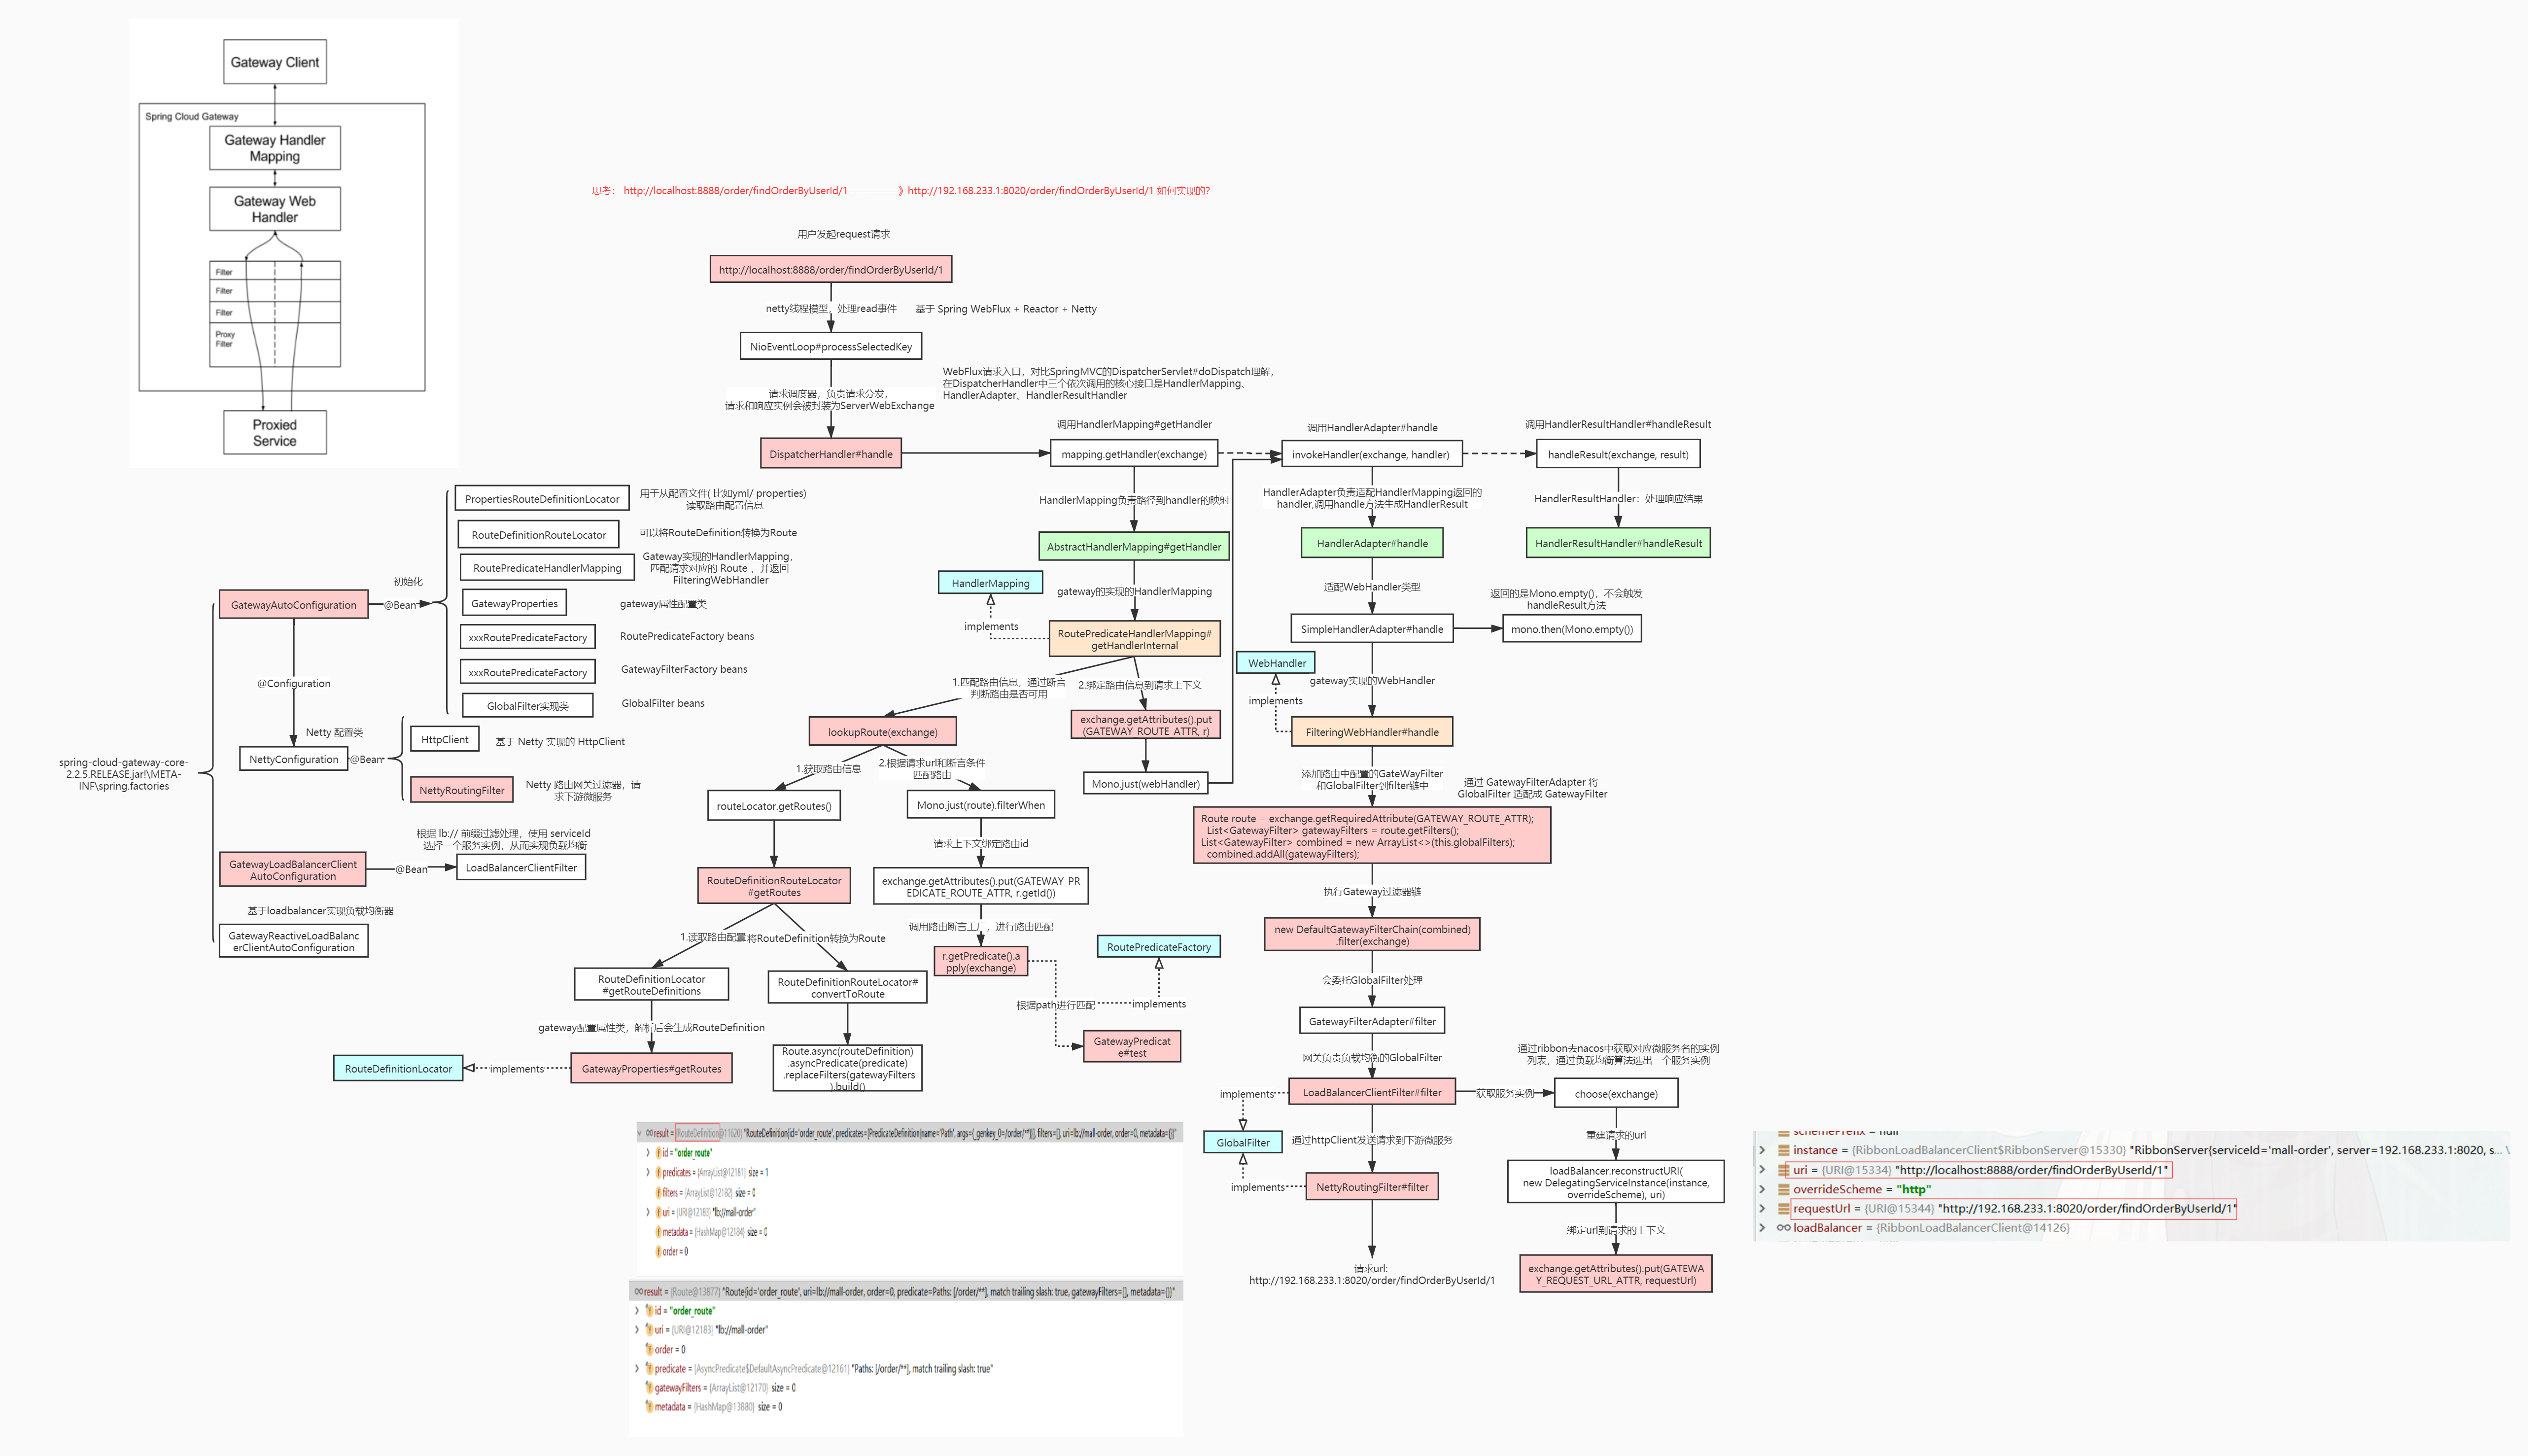 Gateway Client
Spring Cloud Gateway
Gateway Handler
Mapping
Gateway Web
Handler
Filter
Filter
Filter
Proxy
Filter
Proxied
Service
思考： http://localhost:8888/order/findOrderByUserId/1=======》http://192.168.233.1:8020/order/findOrderByUserId/1 如何实现的?
用户发起request请求
http://localhost:8888/order/findOrderByUserId/1
netty线程模型，处理read事件
基于 Spring WebFlux + Reactor + Netty
NioEventLoop#processSelectedKey
请求调度器，负责请求分发，
请求和响应实例会被封装为ServerWebExchange
WebFlux请求入口，对比SpringMVC的DispatcherServlet#doDispatch理解，
在DispatcherHandler中三个依次调用的核心接口是HandlerMapping、
HandlerAdapter、HandlerResultHandler
DispatcherHandler#handle
调用HandlerMapping#getHandler
mapping.getHandler(exchange)
调用HandlerAdapter#handle
invokeHandler(exchange, handler)
调用HandlerResultHandler#handleResult
handleResult(exchange, result)
HandlerMapping负责路径到handler的映射
AbstractHandlerMapping#getHandler
HandlerMapping
implements
gateway的实现的HandlerMapping
RoutePredicateHandlerMapping#
getHandlerInternal
1.匹配路由信息，通过断言
判断路由是否可用
2.绑定路由信息到请求上下文
lookupRoute(exchange)
exchange.getAttributes().put
(GATEWAY_ROUTE_ATTR, r)
Mono.just(webHandler)
1.获取路由信息
2.根据请求url和断言条件
匹配路由
routeLocator.getRoutes()
Mono.just(route).filterWhen
请求上下文绑定路由id
RouteDefinitionRouteLocator
#getRoutes
exchange.getAttributes().put(GATEWAY_PR
EDICATE_ROUTE_ATTR, r.getId())
调用路由断言工厂，进行路由匹配
r.getPredicate().a
pply(exchange)
RoutePredicateFactory
根据path进行匹配
implements
GatewayPredicat
e#test
1.读取路由配置
将RouteDefinition转换为Route
RouteDefinitionLocator
#getRouteDefinitions
RouteDefinitionRouteLocator#
convertToRoute
gateway配置属性类，解析后会生成RouteDefinition
RouteDefinitionLocator
implements
GatewayProperties#getRoutes
Route.async(routeDefinition)
.asyncPredicate(predicate)
.replaceFilters(gatewayFilters
).build()
HandlerAdapter负责适配HandlerMapping返回的
handler,调用handle方法生成HandlerResult
HandlerAdapter#handle
HandlerResultHandler：处理响应结果
HandlerResultHandler#handleResult
适配WebHandler类型
SimpleHandlerAdapter#handle
返回的是Mono.empty()，不会触发
handleResult方法
mono.then(Mono.empty())
WebHandler
implements
gateway实现的WebHandler
FilteringWebHandler#handle
添加路由中配置的GateWayFilter
和GlobalFilter到filter链中
通过 GatewayFilterAdapter 将
GlobalFilter 适配成 GatewayFilter
Route route = exchange.getRequiredAttribute(GATEWAY_ROUTE_ATTR);
List<GatewayFilter> gatewayFilters = route.getFilters();
List<GatewayFilter> combined = new ArrayList<>(this.globalFilters);
combined.addAll(gatewayFilters);
执行Gateway过滤器链
new DefaultGatewayFilterChain(combined)
.filter(exchange)
会委托GlobalFilter处理
GatewayFilterAdapter#filter
网关负责负载均衡的GlobalFilter
LoadBalancerClientFilter#filter
implements
GlobalFilter
implements
获取服务实例
通过ribbon去nacos中获取对应微服务名的实例
列表，通过负载均衡算法选出一个服务实例
choose(exchange)
重建请求的url
loadBalancer.reconstructURI(
new DelegatingServiceInstance(instance,
overrideScheme), uri)
绑定url到请求的上下文
exchange.getAttributes().put(GATEWA
Y_REQUEST_URL_ATTR, requestUrl)
通过httpClient发送请求到下游微服务
NettyRoutingFilter#filter
请求url:
http://192.168.233.1:8020/order/findOrderByUserId/1
spring-cloud-gateway-core-
2.2.5.RELEASE.jar!\META-
INF\spring.factories
GatewayAutoConfiguration
初始化
@Bean
PropertiesRouteDefinitionLocator
用于从配置文件( 比如yml/ properties)
读取路由配置信息
RouteDefinitionRouteLocator
可以将RouteDefinition转换为Route
RoutePredicateHandlerMapping
Gateway实现的HandlerMapping，
匹配请求对应的 Route ，并返回
FilteringWebHandler
GatewayProperties
gateway属性配置类
xxxRoutePredicateFactory
RoutePredicateFactory beans
xxxRoutePredicateFactory
GatewayFilterFactory beans
GlobalFilter实现类
GlobalFilter beans
@Configuration
Netty 配置类
NettyConfiguration
@Bean
HttpClient
基于 Netty 实现的 HttpClient
NettyRoutingFilter
Netty 路由网关过滤器，请
求下游微服务
根据 lb:// 前缀过滤处理，使用 serviceId
选择一个服务实例，从而实现负载均衡
GatewayLoadBalancerClient
AutoConfiguration
@Bean
LoadBalancerClientFilter
基于loadbalancer实现负载均衡器
GatewayReactiveLoadBalanc
erClientAutoConfiguration
result = {RouteDefinition@11620} "RouteDefinition{id='order_route', predicates=[PredicateDefinition{name='Path', args={_genkey_0=/order/**}}], filters=[], uri=lb://mall-order, order=0, metadata={}}"
id = "order_route"
predicates = {ArrayList@12181} size = 1
filters = {ArrayList@12182} size = 0
uri = {URI@12183} "lb://mall-order"
metadata = {HashMap@12184} size = 0
order = 0
result = {Route@13877} "Route{id='order_route', uri=lb://mall-order, order=0, predicate=Paths: [/order/**], match trailing slash: true, gatewayFilters=[], metadata={}}"
id = "order_route"
uri = {URI@12183} "lb://mall-order"
order = 0
predicate = {AsyncPredicate$DefaultAsyncPredicate@12161} "Paths: [/order/**], match trailing slash: true"
gatewayFilters = {ArrayList@12170} size = 0
metadata = {HashMap@13880} size = 0
schemePrefix = null
instance = {RibbonLoadBalancerClient$RibbonServer@15330} "RibbonServer{serviceId='mall-order', server=192.168.233.1:8020, s...
uri = {URI@15334} "http://localhost:8888/order/findOrderByUserId/1"
overrideScheme = "http"
requestUrl = {URI@15344} "http://192.168.233.1:8020/order/findOrderByUserId/1"
loadBalancer = {RibbonLoadBalancerClient@14126}